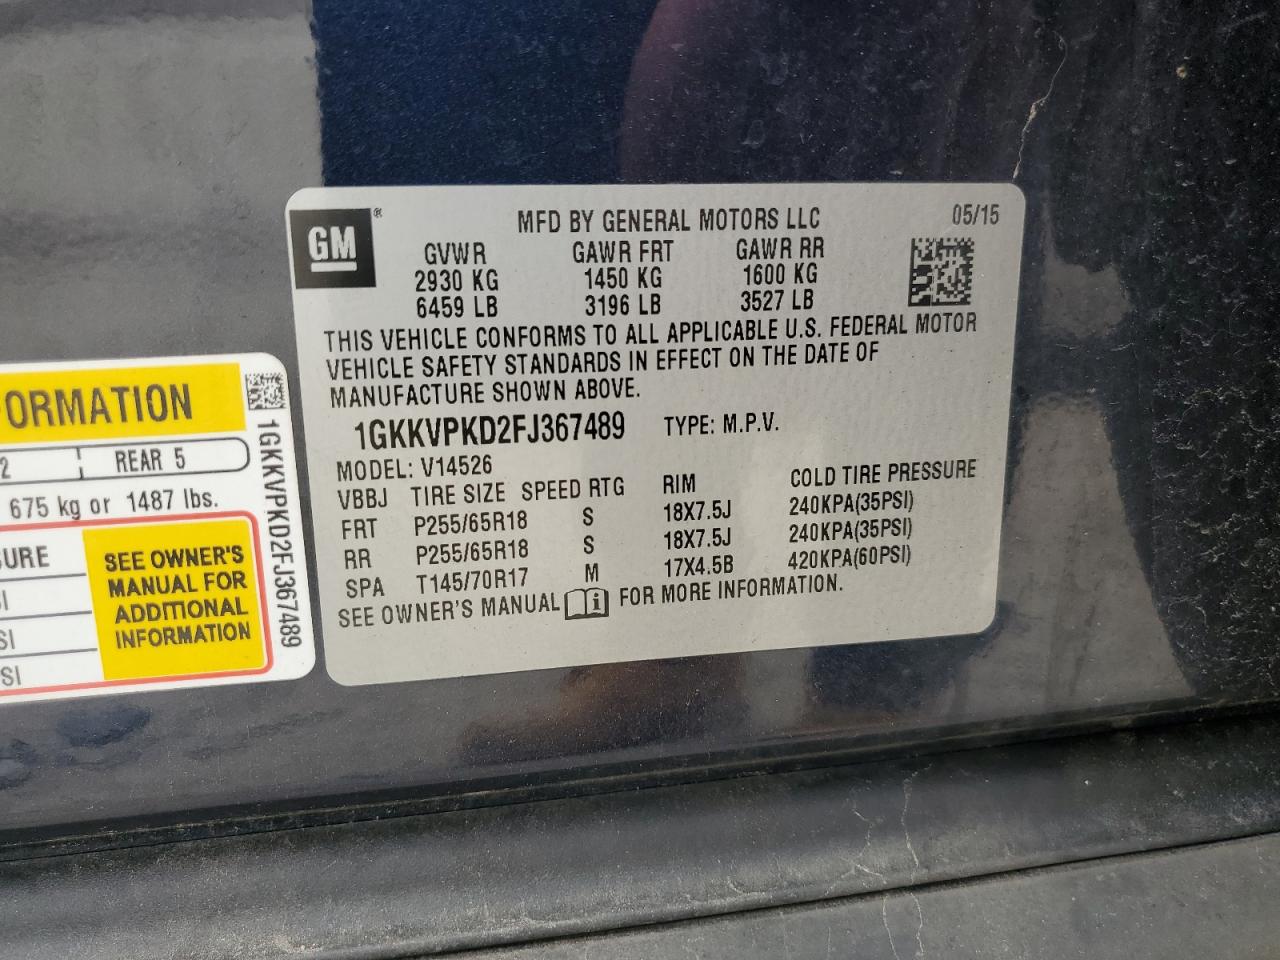 GM ®
MFD BY GENERAL MOTORS LLC 05/15
GVWR GAWR FRT GAWR RR
2930 KG 1450 KG 1600 KG
6459 LB 3196 LB 3527 LB
THIS VEHICLE CONFORMS TO ALL APPLICABLE U.S. FEDERAL MOTOR
VEHICLE SAFETY STANDARDS IN EFFECT ON THE DATE OF
MANUFACTURE SHOWN ABOVE.
1GKKVPKD2FJ367489 TYPE: M.P.V.
MODEL: V14526
VBBJ TIRE SIZE SPEED RTG RIM COLD TIRE PRESSURE
FRT P255/65R18 S 18X7.5J 240KPA(35PSI)
RR P255/65R18 S 18X7.5J 240KPA(35PSI)
SPA T145/70R17 M 17X4.5B 420KPA(60PSI)
SEE OWNER'S MANUAL FOR MORE INFORMATION.
ORMATION
2 REAR 5
675 kg or 1487 lbs.
URE
SI
SI
SI
SEE OWNER'S
MANUAL FOR
ADDITIONAL
INFORMATION
1GKKVPKD2FJ367489